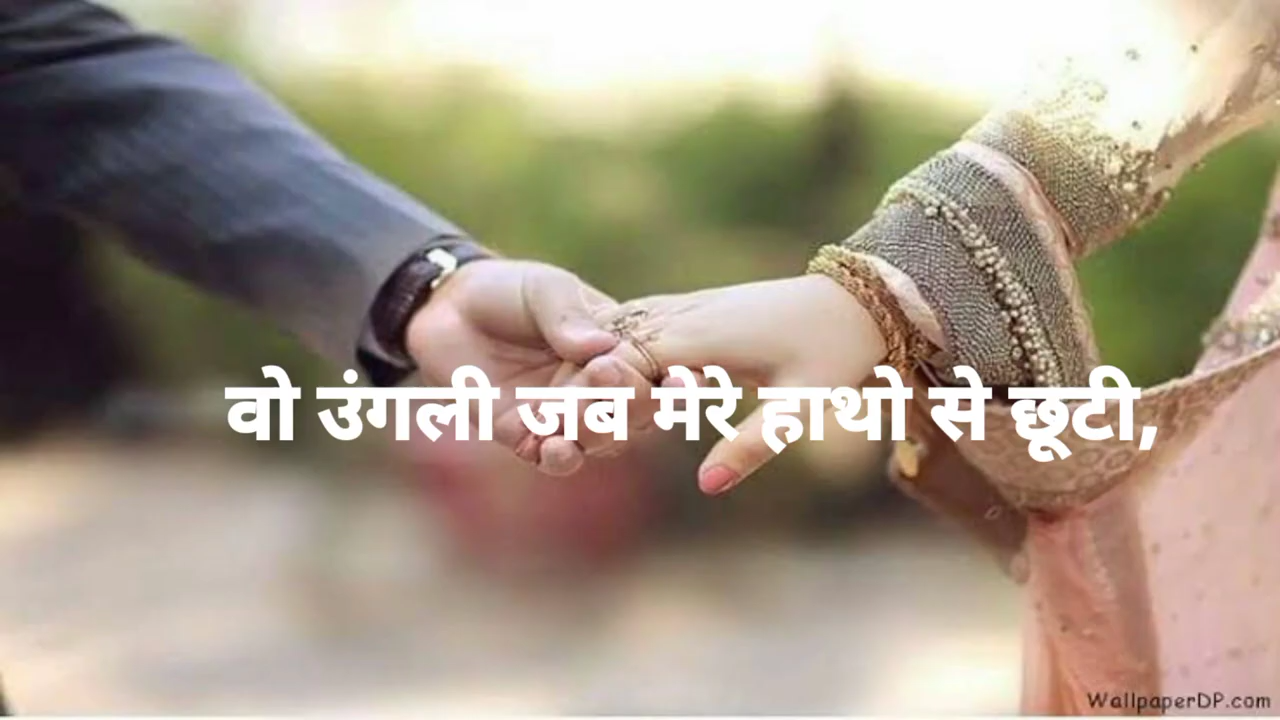 वो उंगली जब मेरे हाथो से छूटी,
WallpaperDP.com